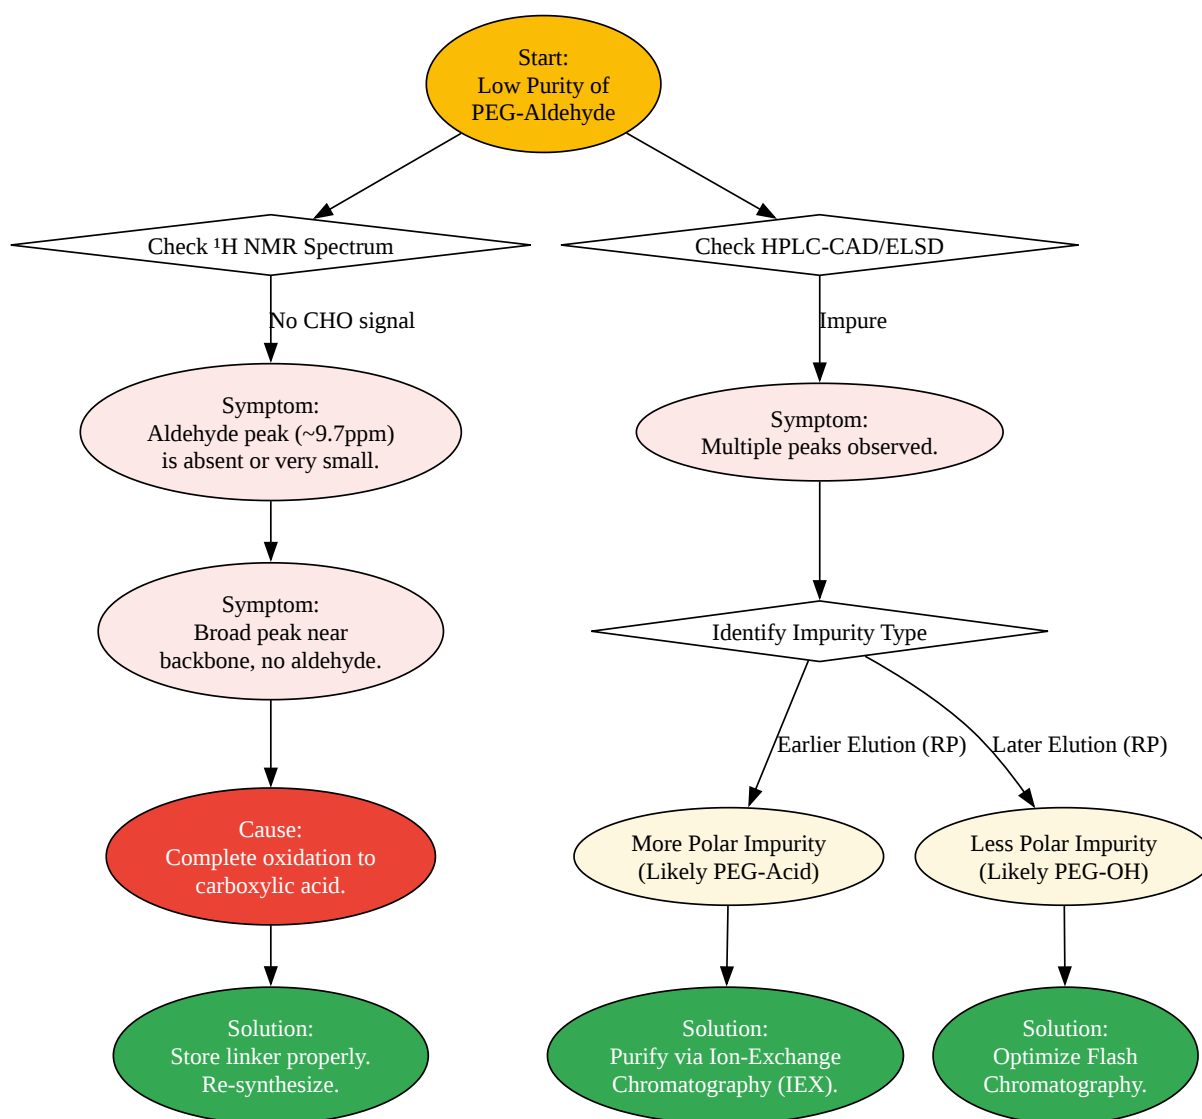 Start:
Low Purity of
PEG-Aldehyde
Check ¹H NMR Spectrum
Check HPLC-CAD/ELSD
No CHO signal
Impure
Symptom:
Aldehyde peak (~9.7ppm)
is absent or very small.
Symptom:
Multiple peaks observed.
Symptom:
Broad peak near
backbone, no aldehyde.
Identify Impurity Type
Earlier Elution (RP)
Later Elution (RP)
Cause:
Complete oxidation to
carboxylic acid.
More Polar Impurity
(Likely PEG-Acid)
Less Polar Impurity
(Likely PEG-OH)
Solution:
Store linker properly.
Re-synthesize.
Solution:
Purify via Ion-Exchange
Chromatography (IEX).
Solution:
Optimize Flash
Chromatography.